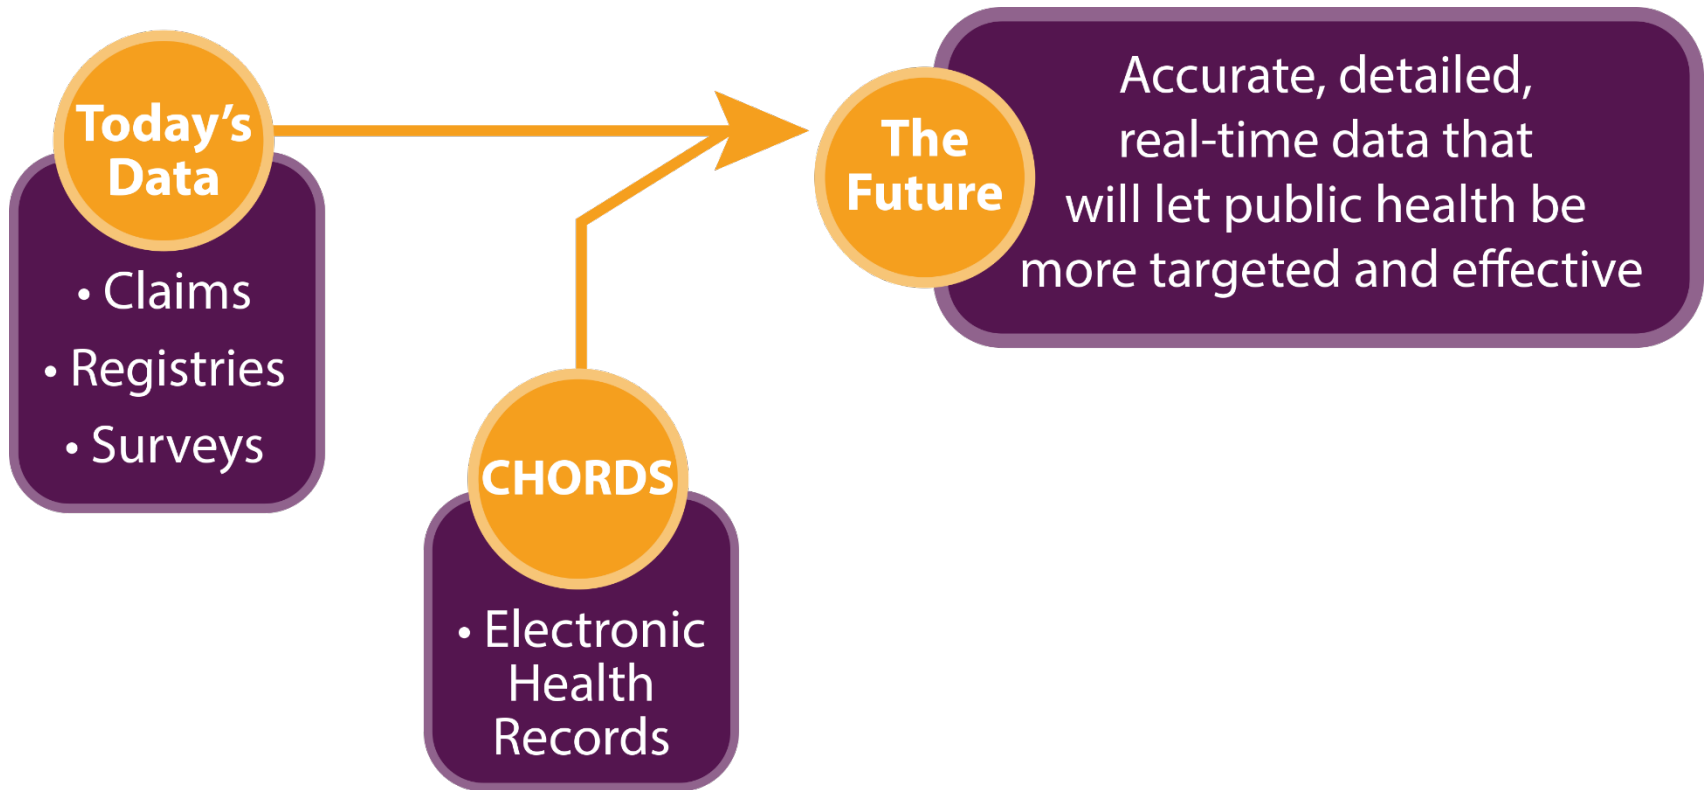 Today's
Data
• Claims
• Registries
• Surveys
CHORDS
• Electronic
Health
Records
The
Future
Accurate, detailed,
real-time data that
will let public health be
more targeted and effective